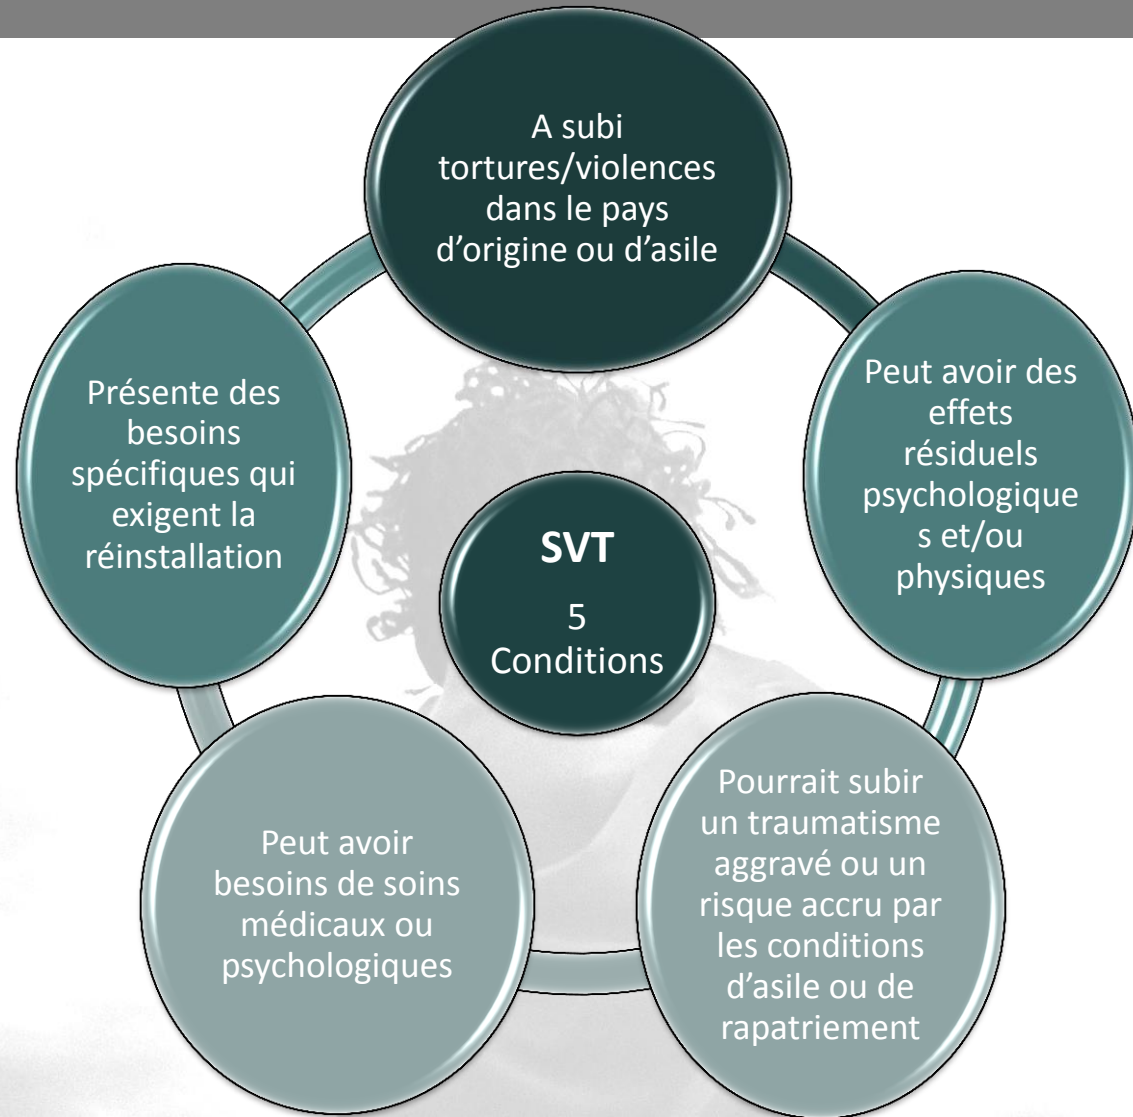 A subi
tortures/violences
dans le pays
d’origine ou d’asile
Peut avoir des
effets
résiduels
psychologique
s et/ou
physiques
Pourrait subir
un traumatisme
aggravé ou un
risque accru par
les conditions
d’asile ou de
rapatriement
Peut avoir
besoins de soins
médicaux ou
psychologiques
Présente des
besoins
spécifiques qui
exigent la
réinstallation
SVT
5
Conditions